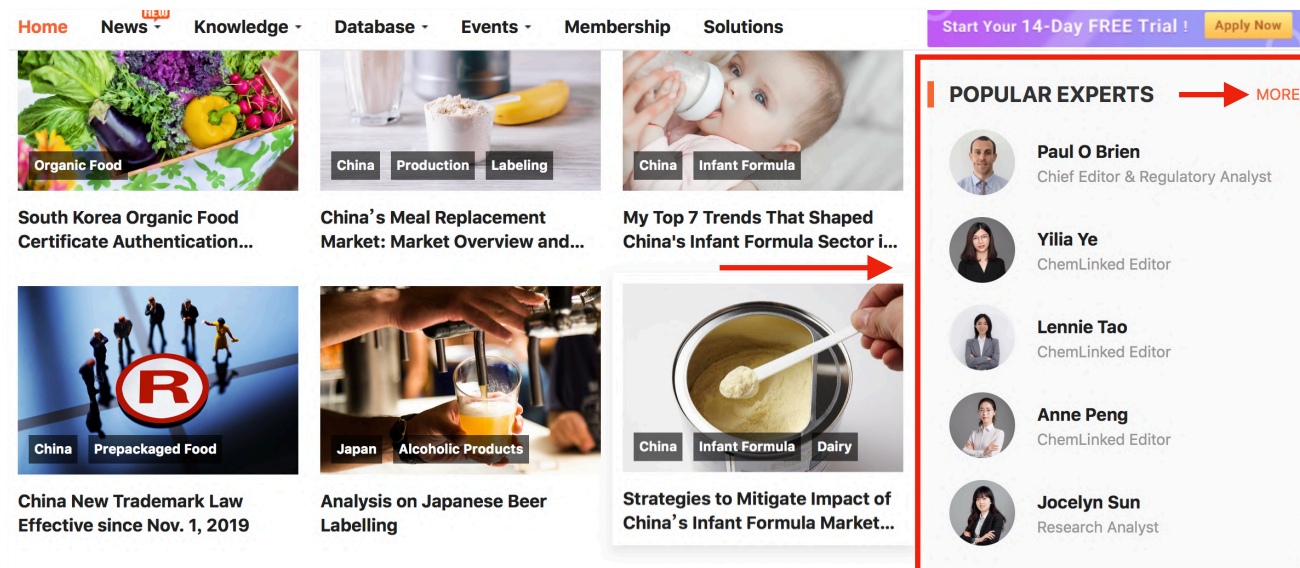 Home News NEW Knowledge Database Events Membership Solutions
Start Your 14-Day FREE Trial ! Apply Now
Organic Food
China Production Labeling
China Infant Formula
South Korea Organic Food
Certificate Authentication...
China's Meal Replacement
Market: Market Overview and...
My Top 7 Trends That Shaped
China's Infant Formula Sector i...
R
China Prepackaged Food
Japan Alcoholic Products
China Infant Formula Dairy
China New Trademark Law
Effective since Nov. 1, 2019
Analysis on Japanese Beer
Labelling
Strategies to Mitigate Impact of
China's Infant Formula Market...
POPULAR EXPERTS MORE
Paul O Brien
Chief Editor & Regulatory Analyst
Yilia Ye
ChemLinked Editor
Lennie Tao
ChemLinked Editor
Anne Peng
ChemLinked Editor
Jocelyn Sun
Research Analyst